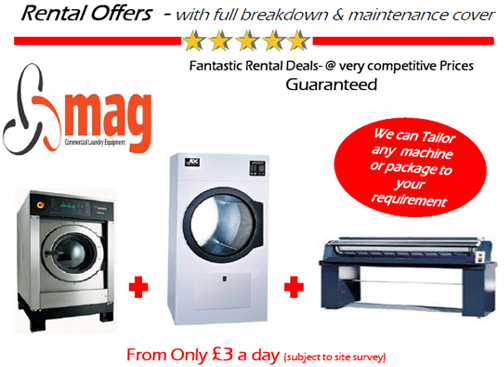 Rental Offers - with full breakdown & maintenance cover
Fantastic Rental Deals- @ very competitive Prices
Guaranteed
mag
Commercial Laundry Equipment
We can Tailor
any machine
or package to
your
requirement
From Only £3 a day (subject to site survey)